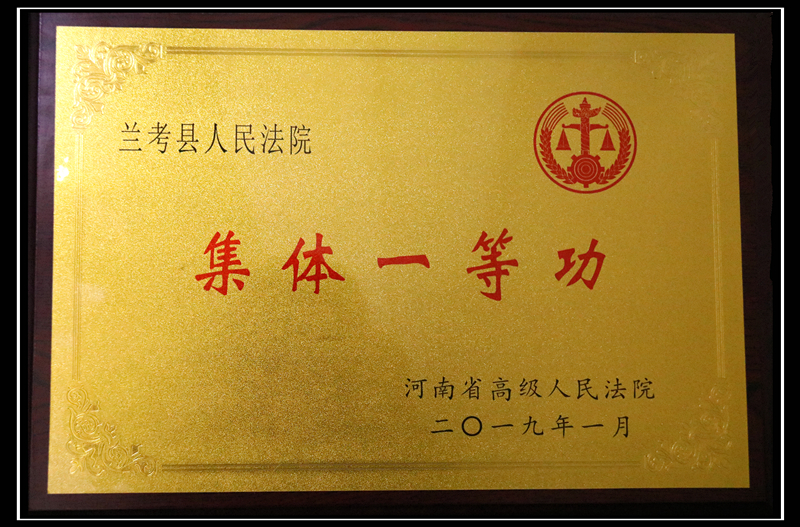 兰考县人民法院
集体一等功
河南省高级人民法院
二〇一九年一月